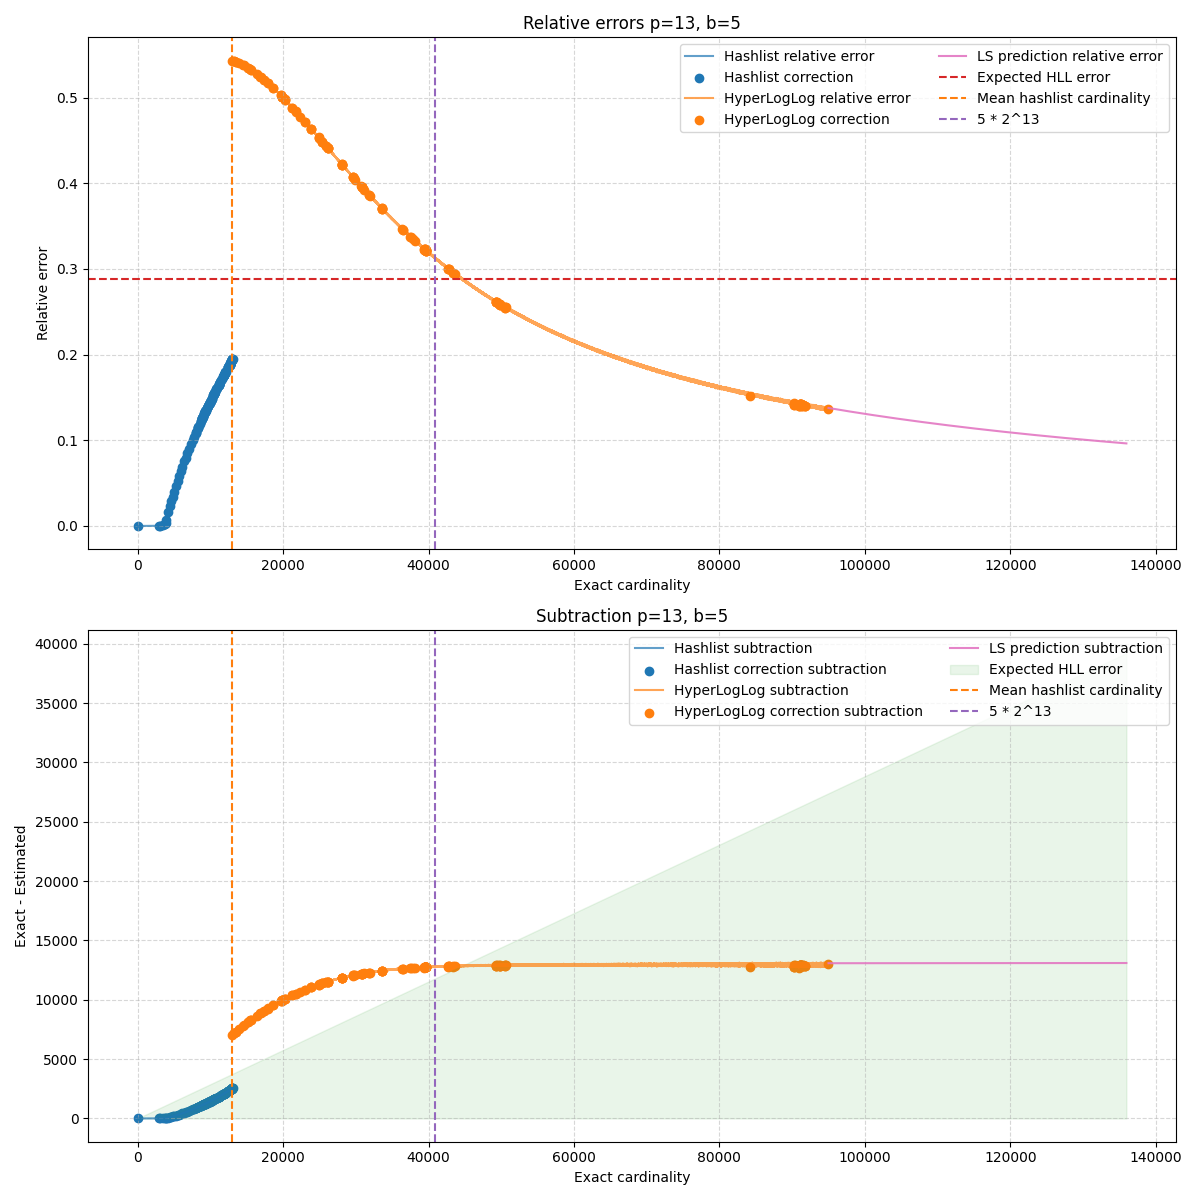 Relative errors p=13, b=5
Hashlist relative error
Hashlist correction
HyperLogLog relative error
HyperLogLog correction
LS prediction relative error
Expected HLL error
Mean hashlist cardinality
5 * 2^13
Relative error
0.5
0.4
0.3
0.2
0.1
0.0
0 20000 40000 60000 80000 100000 120000 140000
Exact cardinality
Subtraction p=13, b=5
Hashlist subtraction
Hashlist correction subtraction
HyperLogLog subtraction
HyperLogLog correction subtraction
LS prediction subtraction
Expected HLL error
Mean hashlist cardinality
5 * 2^13
Exact - Estimated
40000
35000
30000
25000
20000
15000
10000
5000
0
0 20000 40000 60000 80000 100000 120000 140000
Exact cardinality